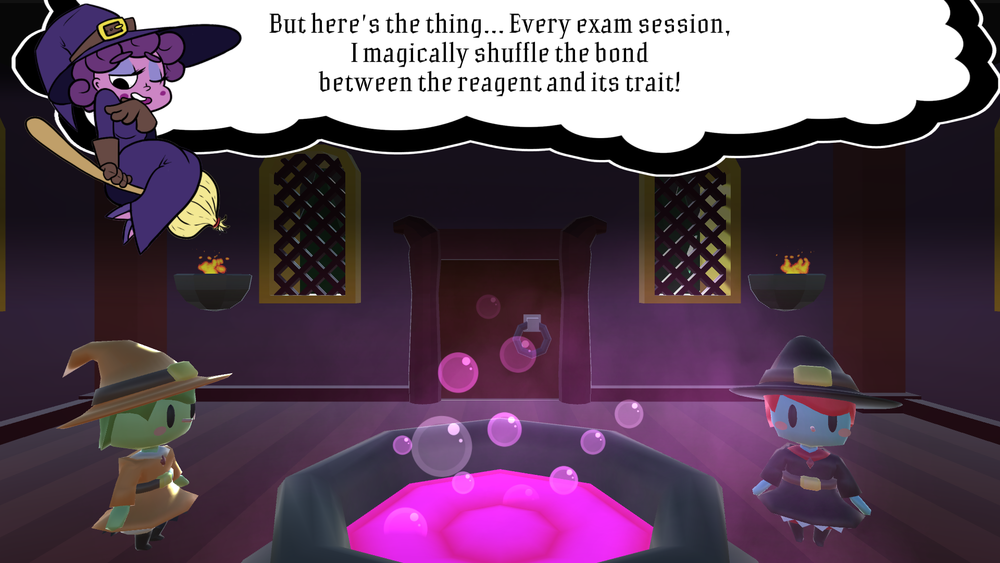 But here's the thing... Every exam session,
I magically shuffle the bond
between the reagent and its trait!